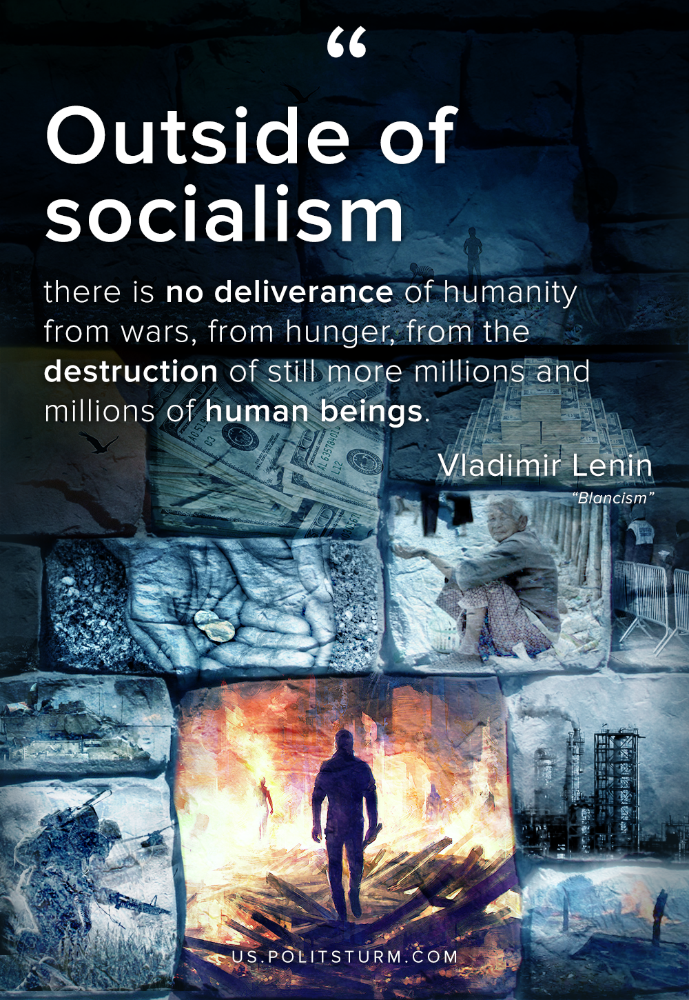 “
Outside of
socialism
there is no deliverance of humanity
from wars, from hunger, from the
destruction of still more millions and
millions of human beings.
Vladimir Lenin
“Blancism”
US.POLITSTURM.COM